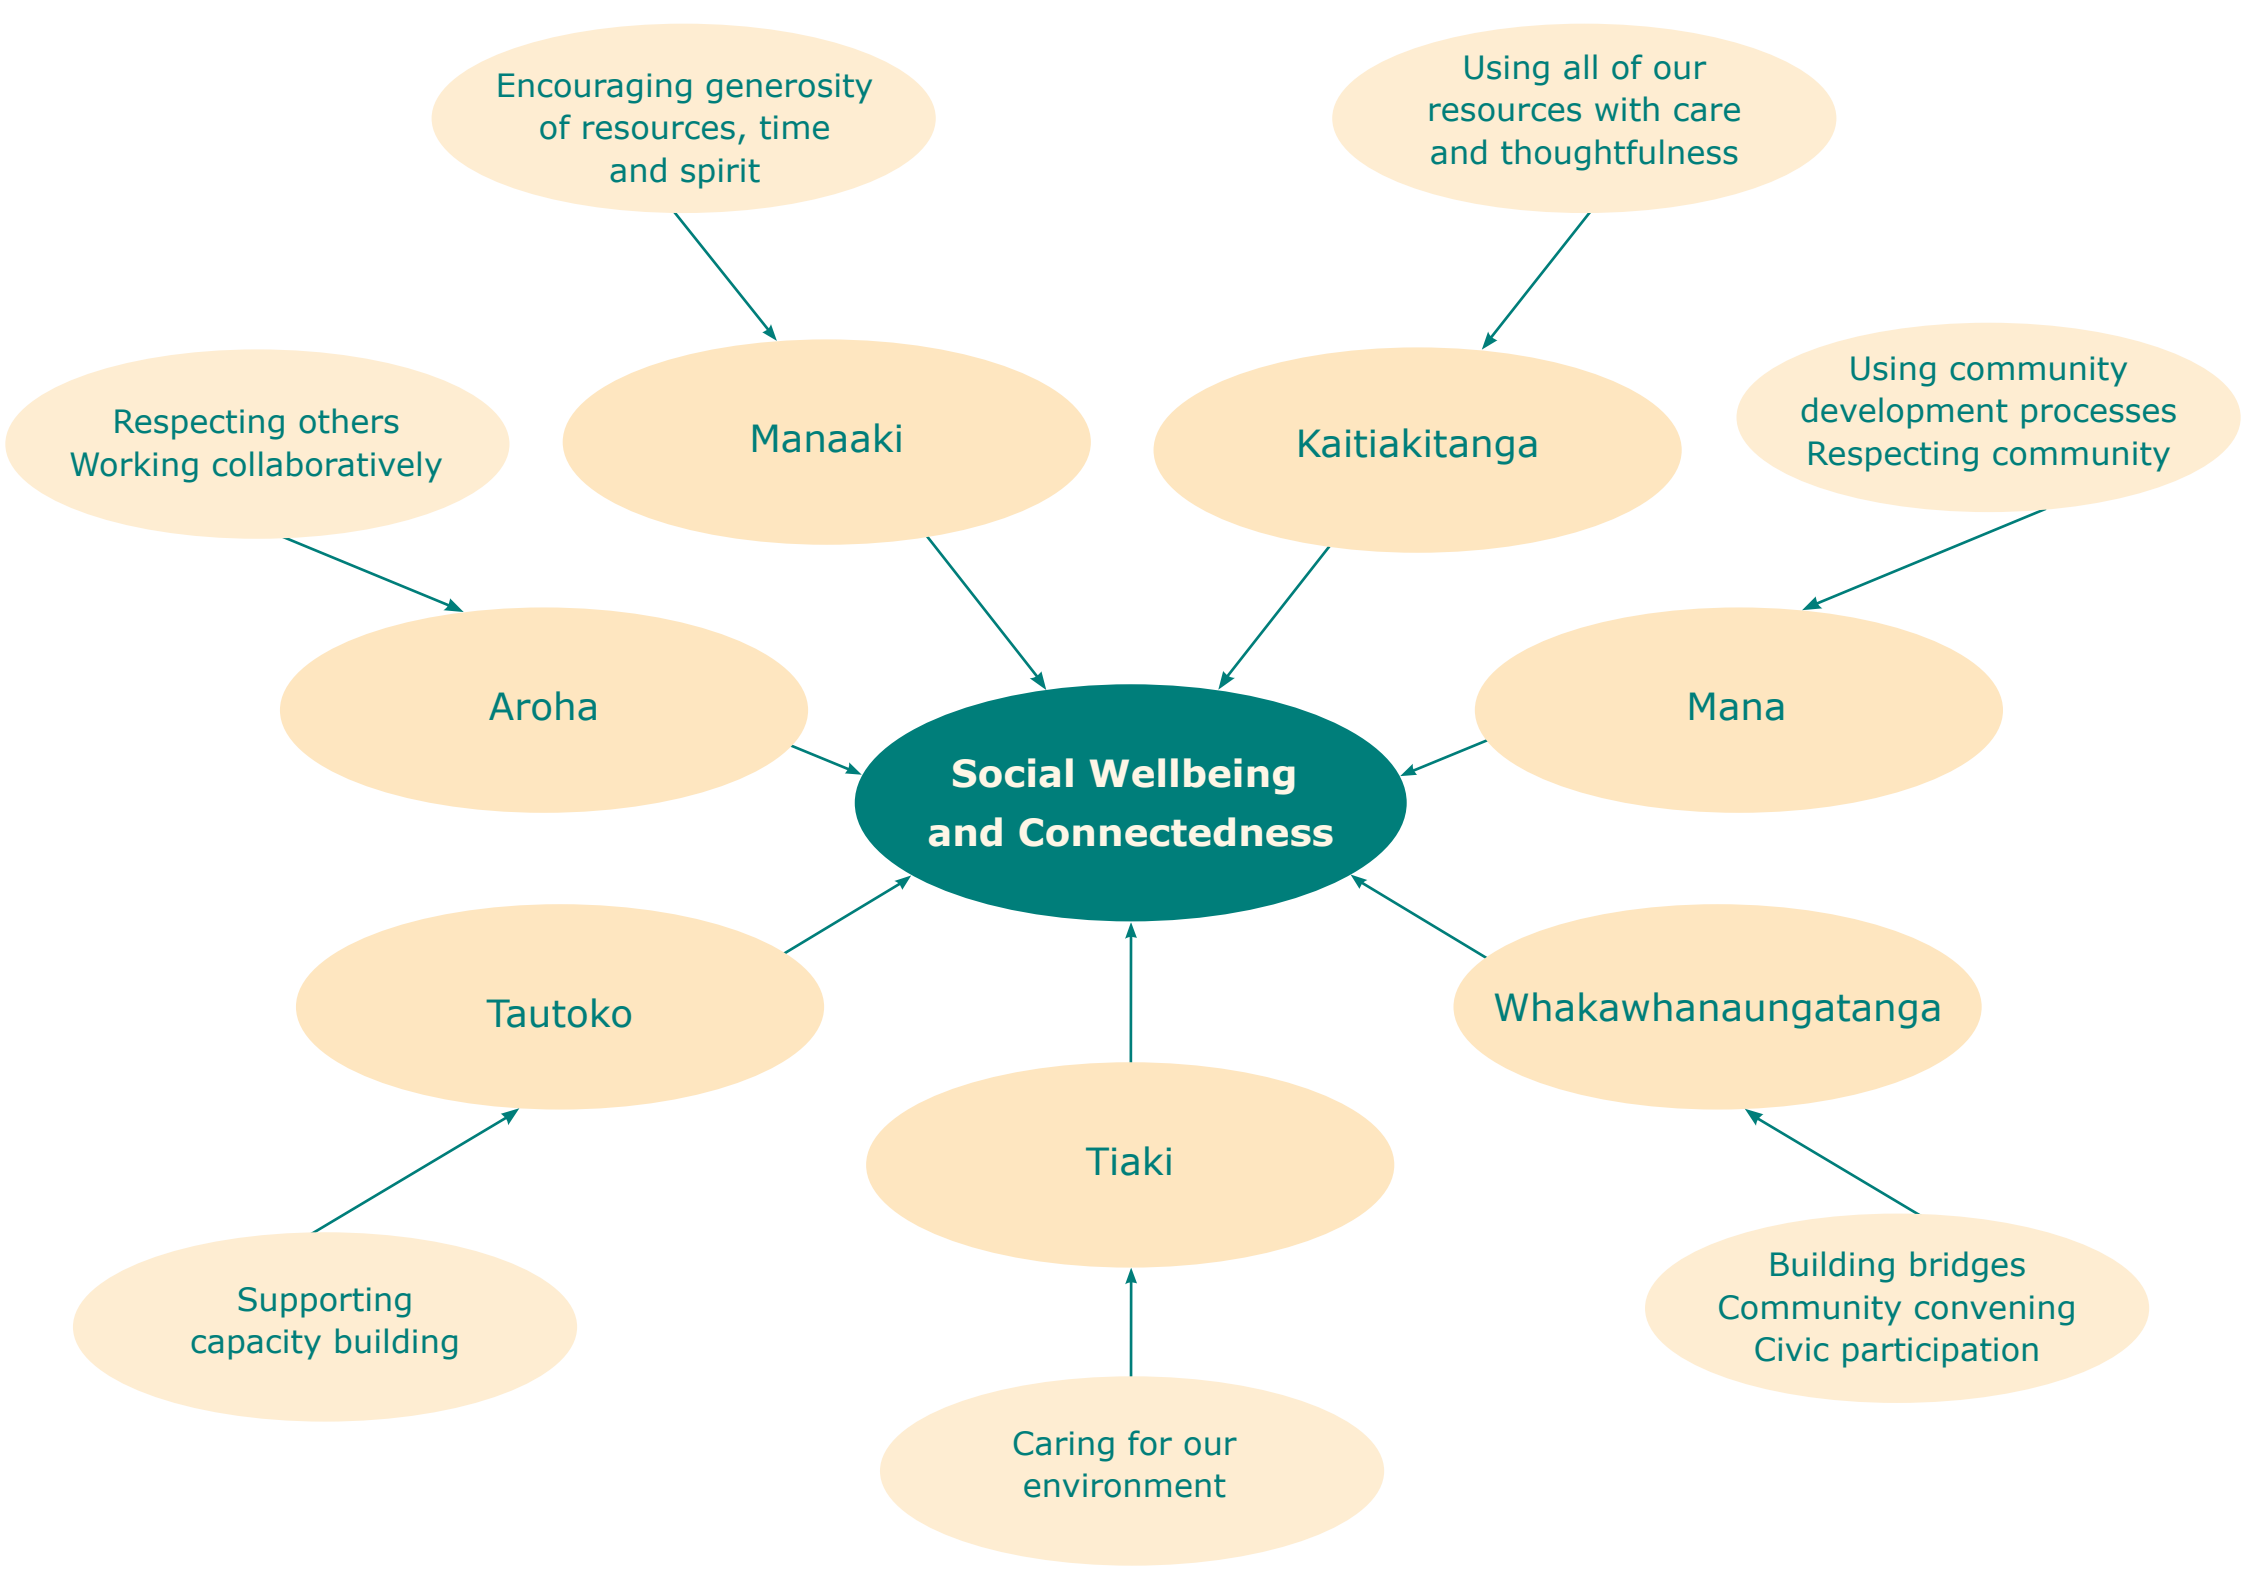 Encouraging generosity
of resources, time
and spirit
Using all of our
resources with care
and thoughtfulness
Respecting others
Working collaboratively
Manaaki
Kaitiakitanga
Using community
development processes
Respecting community
Aroha
Mana
Social Wellbeing
and Connectedness
Tautoko
Tiaki
Whakawhanaungatanga
Supporting
capacity building
Caring for our
environment
Building bridges
Community convening
Civic participation